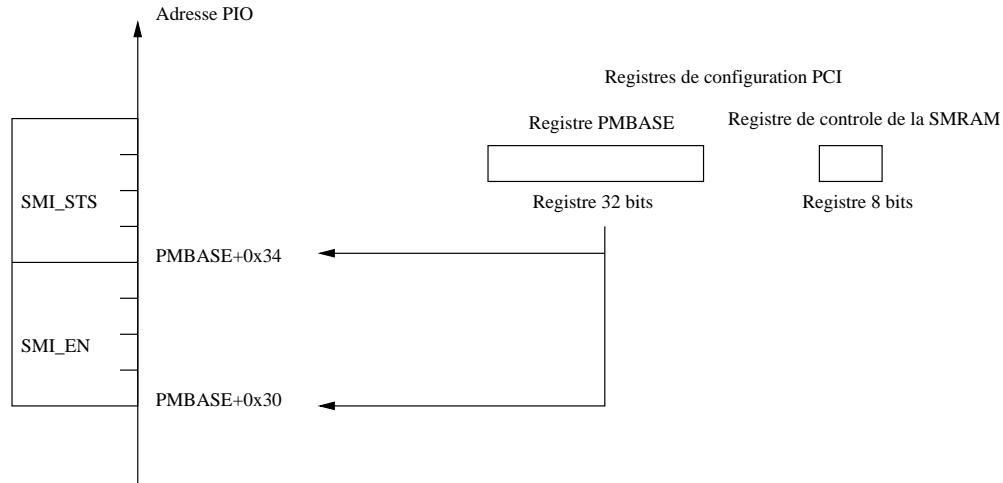 Adresse PIO
Registres de configuration PCI
Registre PMBASE
Registre de controle de la SMRAM
SMI_STS
Registre 32 bits
Registre 8 bits
PMBASE+0x34
SMI_EN
PMBASE+0x30